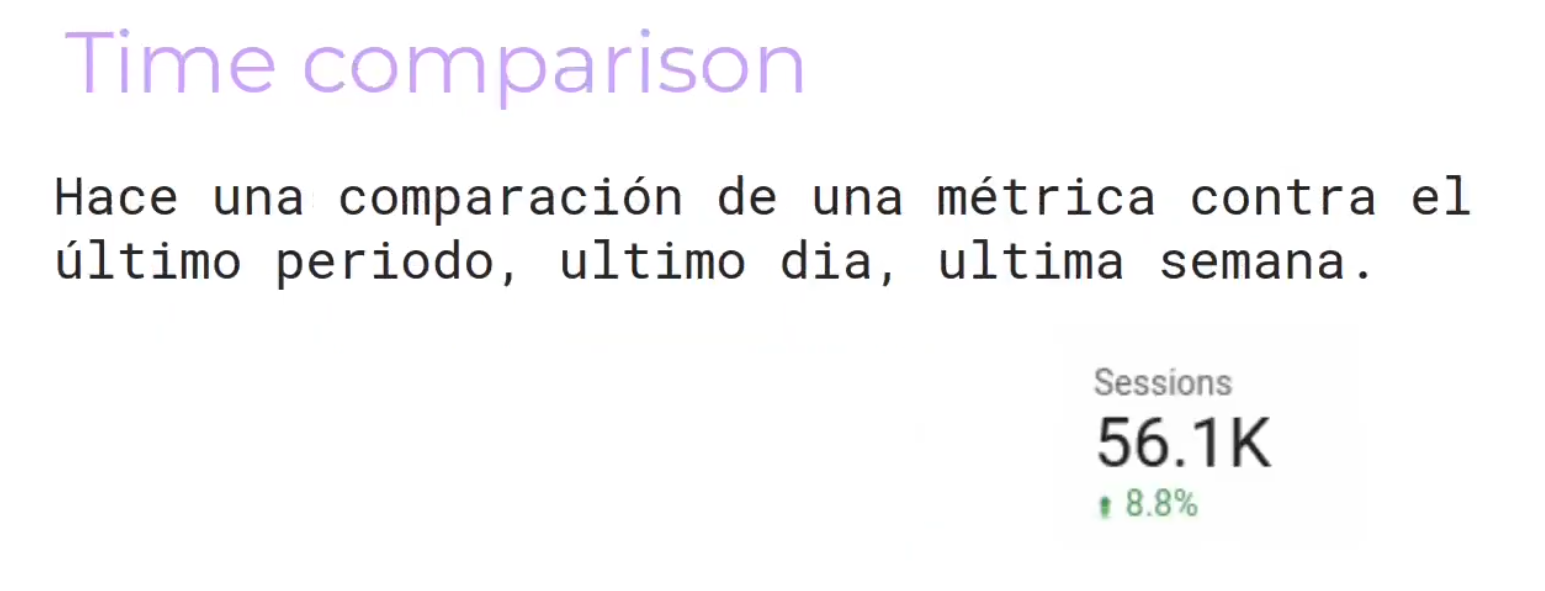 Time comparison
Hace una comparación de una métrica contra el
último periodo, ultimo dia, ultima semana.
Sessions
56.1K
8.8%